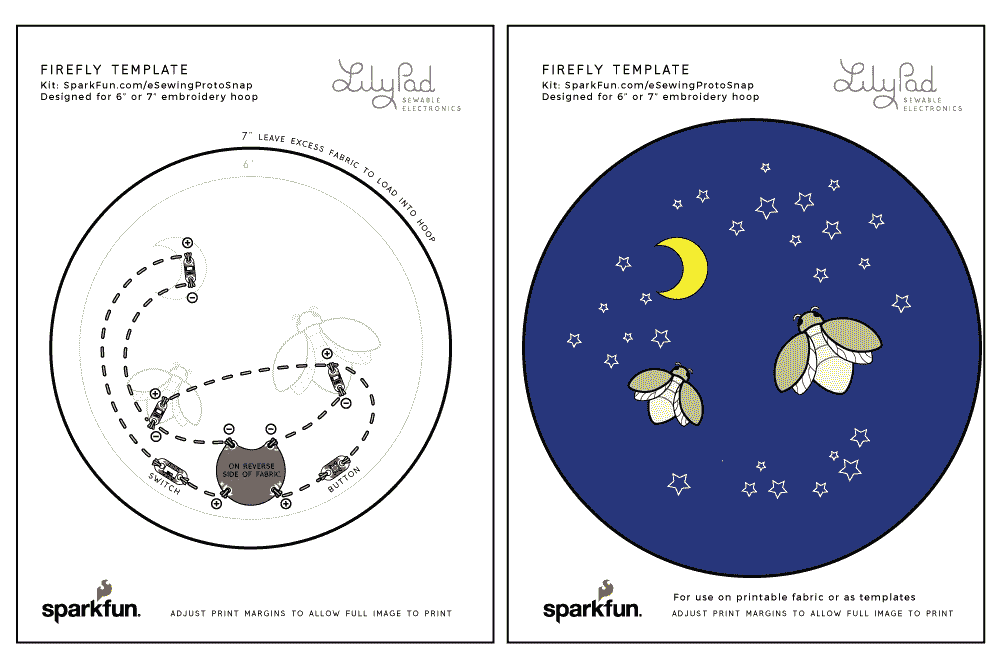 FIREFLY TEMPLATE
Kit: SparkFun.com/eSewingProtoSnap
Designed for 6" or 7" embroidery hoop
LilyPad
SEWABLE
ELECTRONICS
7" LEAVE EXCESS FABRIC TO LOAD INTO HOOP
6"
+
−
+
+
−
−
−
−
ON REVERSE
SIDE OF FABRIC
SWITCH
BUTTON
+
+
sparkfun.
ADJUST PRINT MARGINS TO ALLOW FULL IMAGE TO PRINT
FIREFLY TEMPLATE
Kit: SparkFun.com/eSewingProtoSnap
Designed for 6" or 7" embroidery hoop
LilyPad
SEWABLE
ELECTRONICS
sparkfun.
For use on printable fabric or as templates
ADJUST PRINT MARGINS TO ALLOW FULL IMAGE TO PRINT